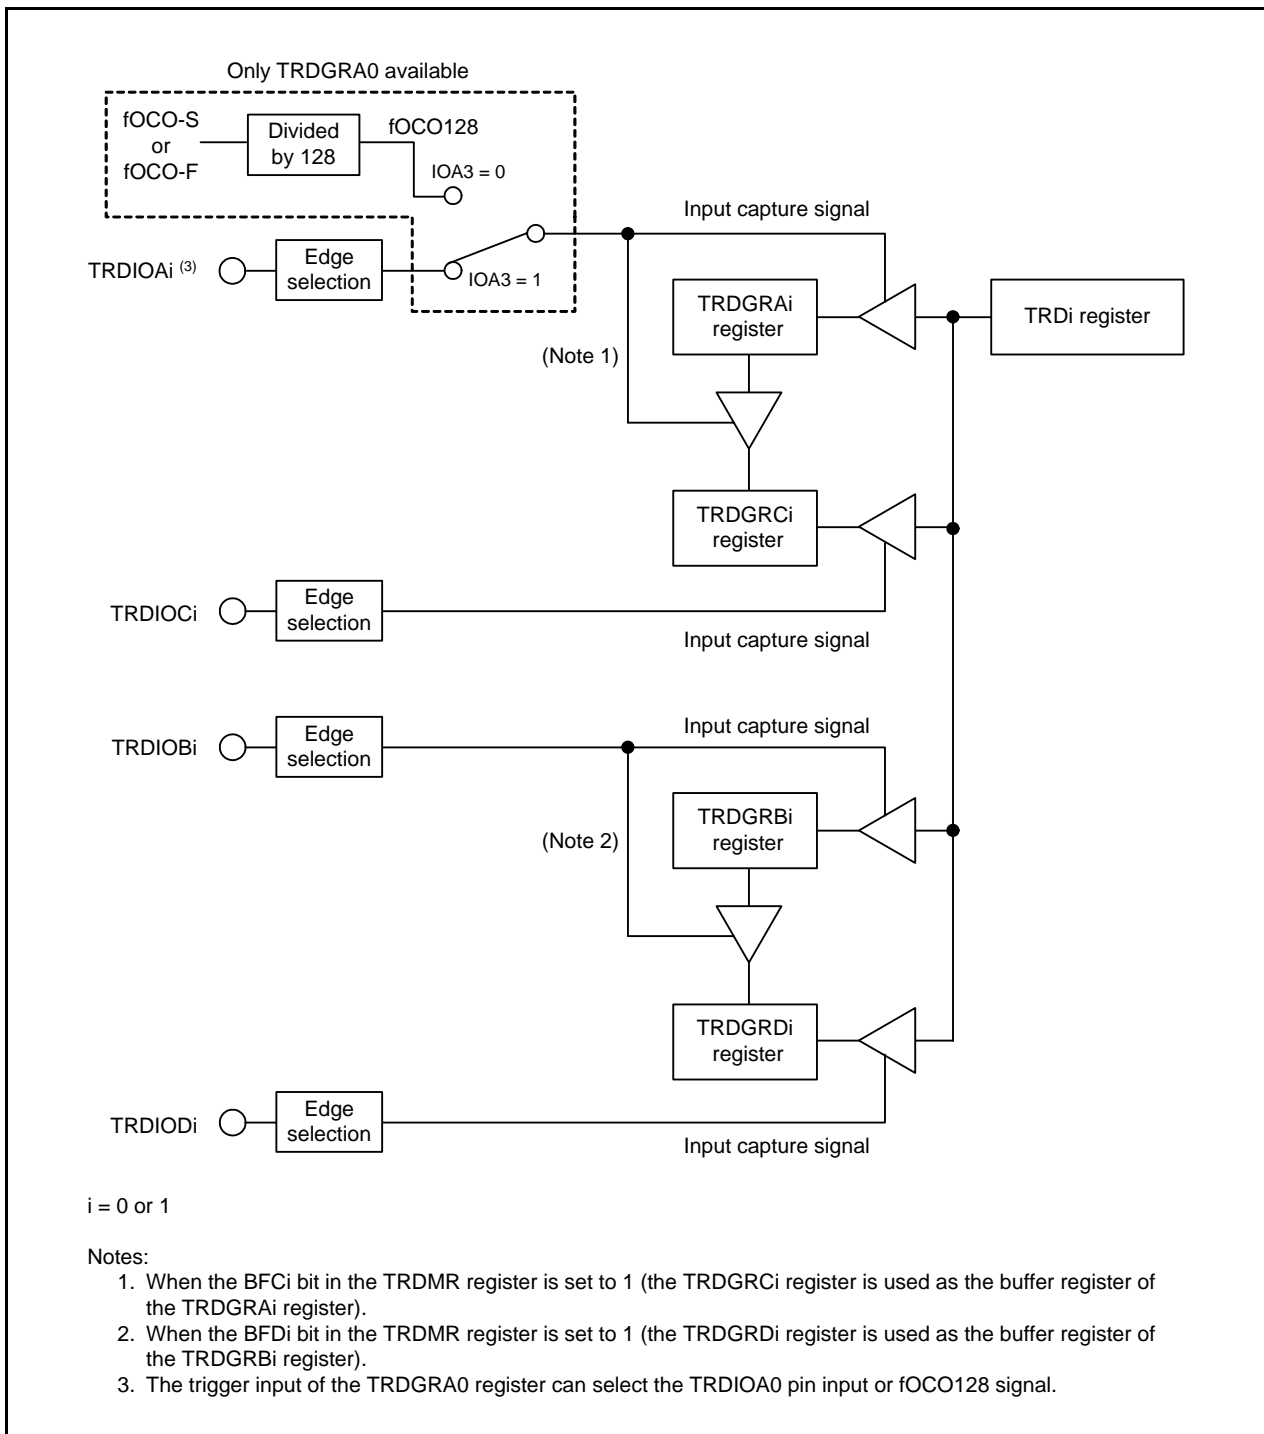 Only TRDGRA0 available
fOCO-S
or
fOCO-F
Divided
by 128
fOCO128
IOA3 = 0
Input capture signal
TRDIOAi (3)
Edge
selection
IOA3 = 1
TRDGRAi
register
TRDi register
(Note 1)
TRDGRCi
register
TRDIOCi
Edge
selection
Input capture signal
TRDIOBi
Edge
selection
Input capture signal
TRDGRBi
register
(Note 2)
TRDGRDi
register
TRDIODi
Edge
selection
Input capture signal
i = 0 or 1
Notes:
1. When the BFCi bit in the TRDMR register is set to 1 (the TRDGRCi register is used as the buffer register of
the TRDGRAi register).
2. When the BFDi bit in the TRDMR register is set to 1 (the TRDGRDi register is used as the buffer register of
the TRDGRBi register).
3. The trigger input of the TRDGRA0 register can select the TRDIOA0 pin input or fOCO128 signal.